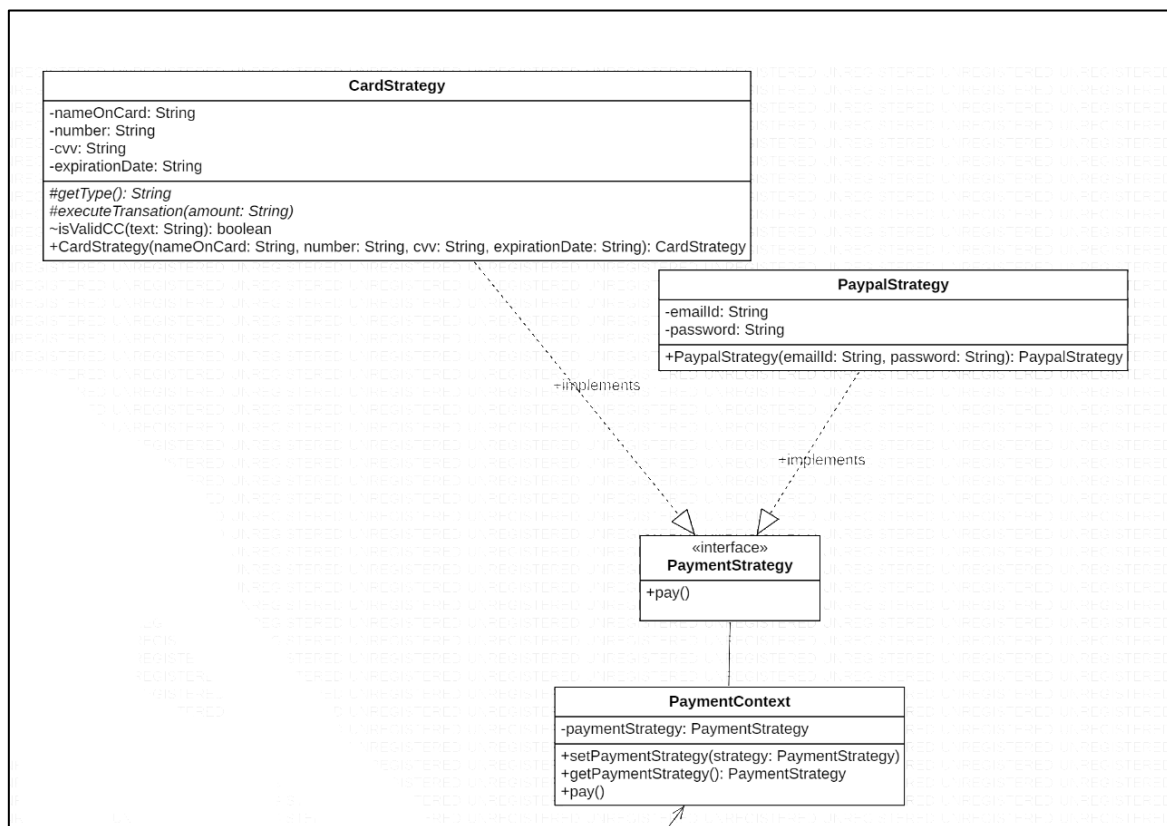 CardStrategy
-nameOnCard: String
-number: String
-cvv: String
-expirationDate: String
#getType(): String
#executeTransation(amount: String)
~isValidCC(text: String): boolean
+CardStrategy(nameOnCard: String, number: String, cvv: String, expirationDate: String): CardStrategy
PaypalStrategy
-emailId: String
-password: String
+PaypalStrategy(emailId: String, password: String): PaypalStrategy
+implements
+implements
«interface»
PaymentStrategy
+pay()
PaymentContext
-paymentStrategy: PaymentStrategy
+setPaymentStrategy(strategy: PaymentStrategy)
+getPaymentStrategy(): PaymentStrategy
+pay()